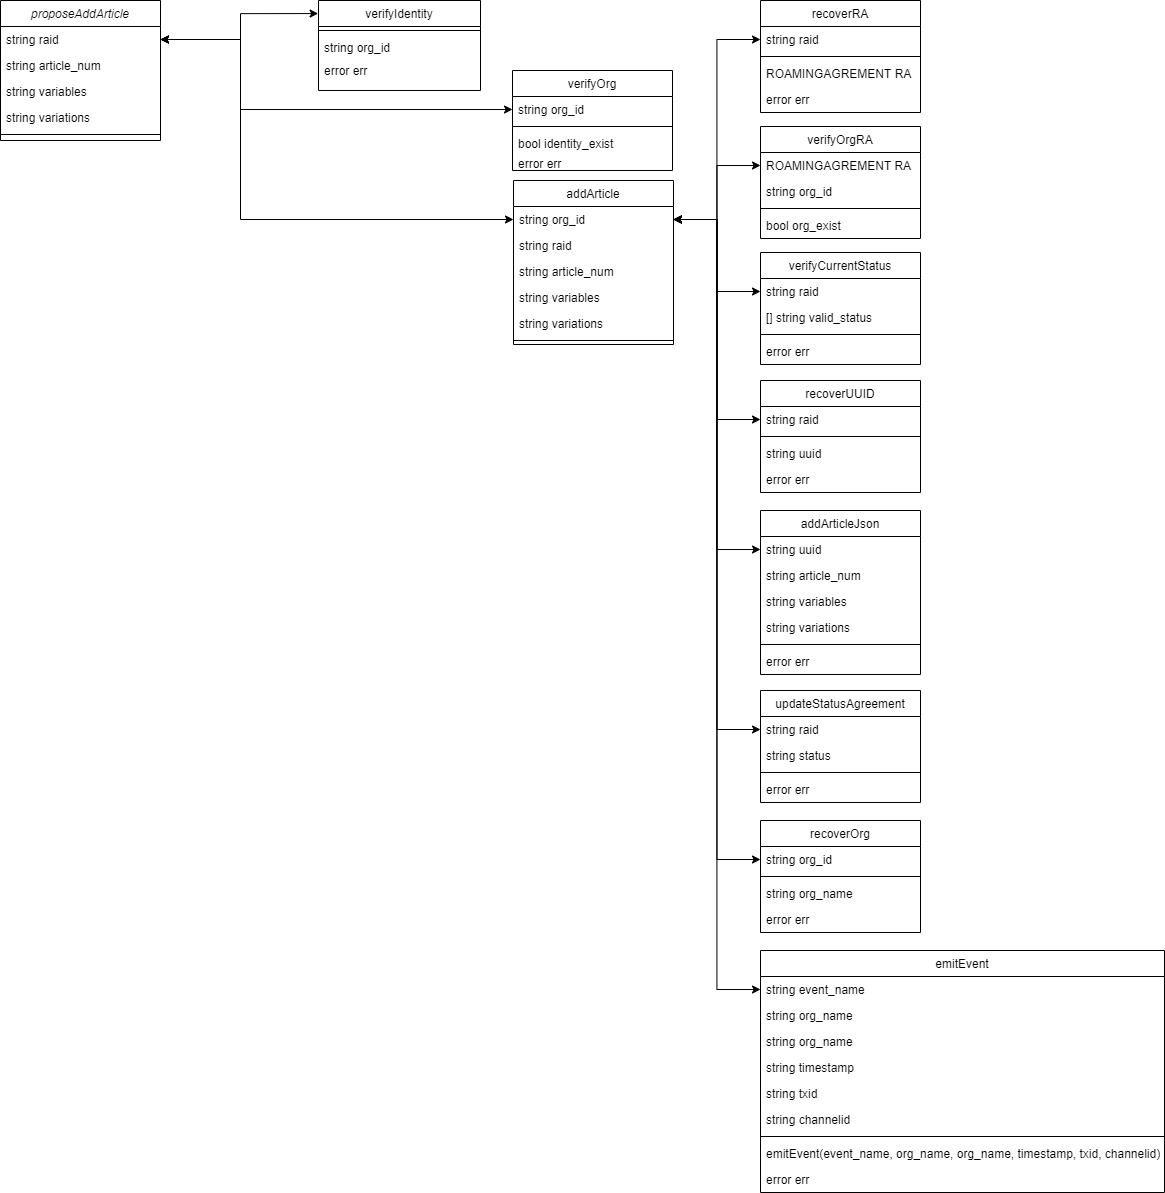 proposeAddArticle
string raid
string article_num
string variables
string variations
verifyIdentity
string org_id
error err
verifyOrg
string org_id
bool identity_exist
error err
addArticle
string org_id
string raid
string article_num
string variables
string variations
recoverRA
string raid
ROAMINGAGREMENT RA
error err
verifyOrgRA
ROAMINGAGREMENT RA
string org_id
bool org_exist
verifyCurrentStatus
string raid
[] string valid_status
error err
recoverUUID
string raid
string uuid
error err
addArticleJson
string uuid
string article_num
string variables
string variations
error err
updateStatusAgreement
string raid
string status
error err
recoverOrg
string org_id
string org_name
error err
emitEvent
string event_name
string org_name
string org_name
string timestamp
string txid
string channelid
emitEvent(event_name, org_name, org_name, timestamp, txid, channelid)
error err